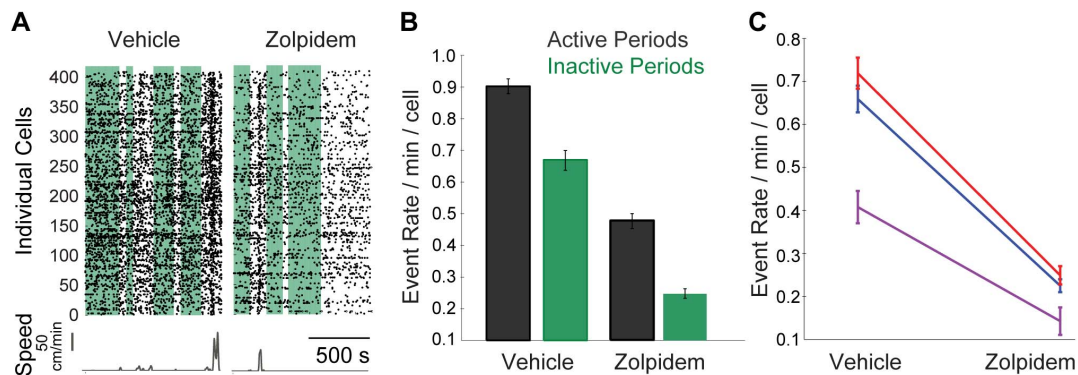 A
Vehicle
Zolpidem
Individual Cells
400
350
300
250
200
150
100
50
0
Speed
50
cm/min
500 s
B
Active Periods
Inactive Periods
Event Rate / min / cell
1.0
0.9
0.8
0.7
0.6
0.5
0.4
0.3
0.2
0.1
Vehicle
Zolpidem
C
Event Rate / min / cell
0.8
0.7
0.6
0.5
0.4
0.3
0.2
0.1
Vehicle
Zolpidem